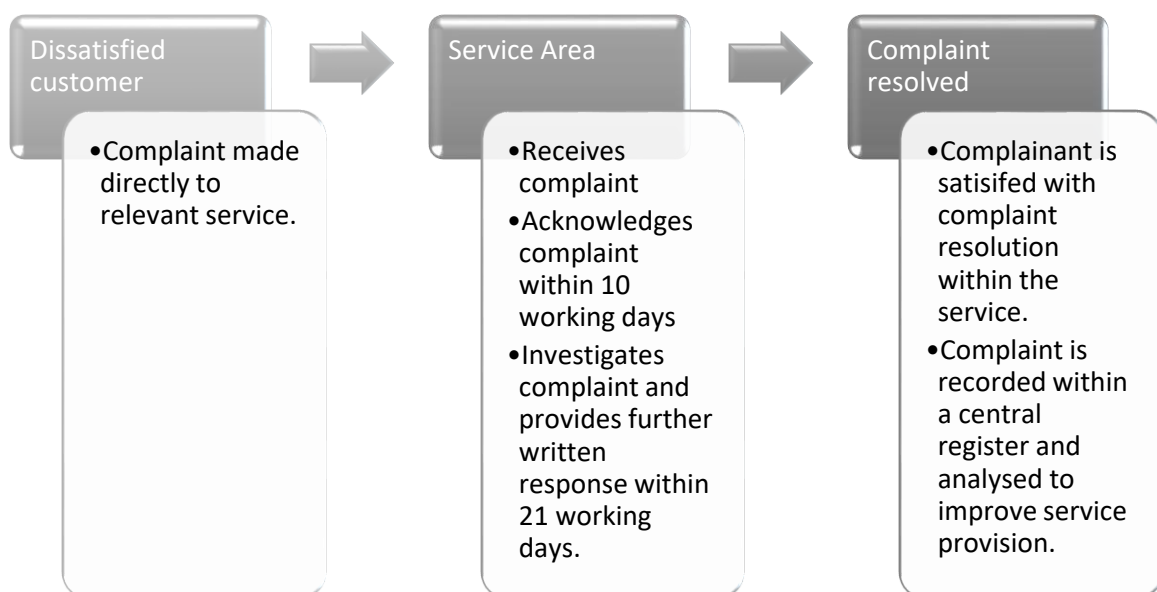 Dissatisfied
customer
•Complaint made
directly to
relevant service.
Service Area
•Receives
complaint
•Acknowledges
complaint
within 10
working days
•Investigates
complaint and
provides further
written
response within
21 working
days.
Complaint
resolved
•Complainant is
satisifed with
complaint
resolution
within the
service.
•Complaint is
recorded within
a central
register and
analysed to
improve service
provision.